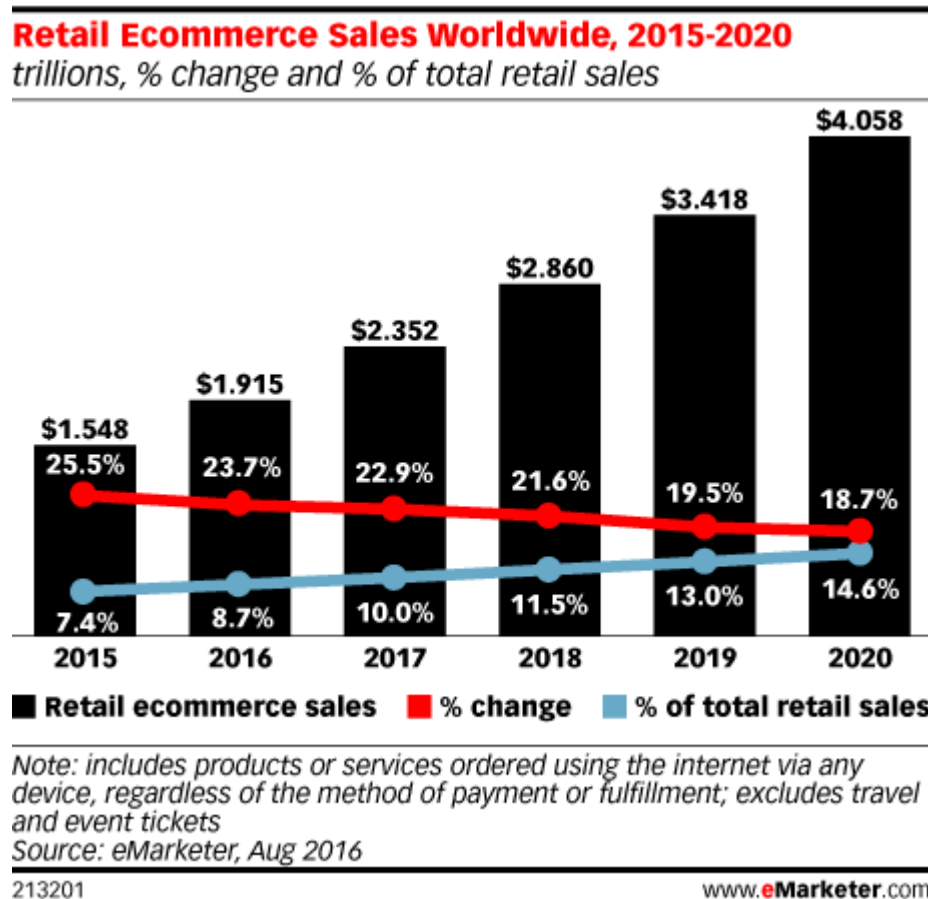 Retail Ecommerce Sales Worldwide, 2015-2020
trillions, % change and % of total retail sales
$4.058
$3.418
$2.860
$2.352
$1.915
$1.548
25.5%
23.7%
22.9%
21.6%
19.5%
18.7%
7.4%
8.7%
10.0%
11.5%
13.0%
14.6%
2015 2016 2017 2018 2019 2020
Retail ecommerce sales % change % of total retail sales
Note: includes products or services ordered using the internet via any
device, regardless of the method of payment or fulfillment; excludes travel
and event tickets
Source: eMarketer, Aug 2016
213201 www.eMarketer.com